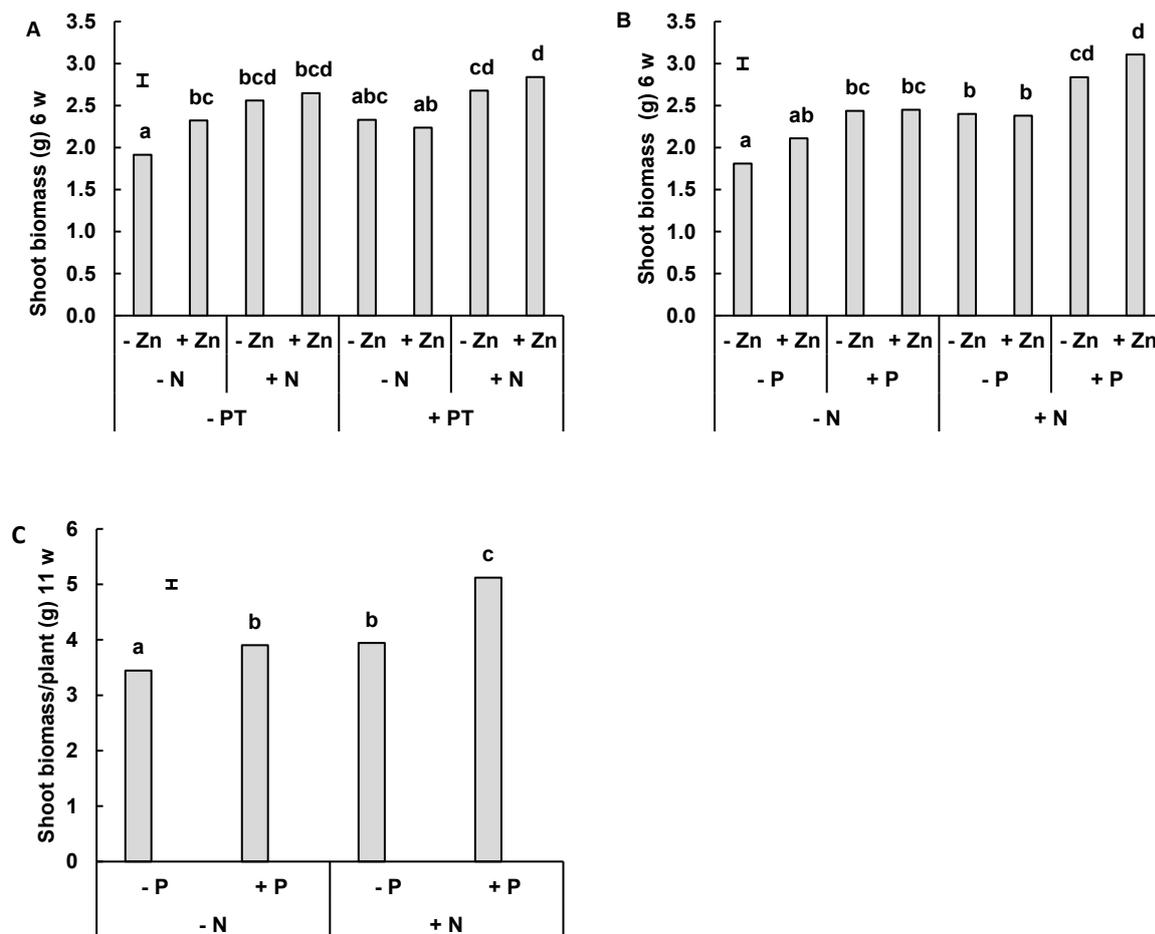 A
Shoot biomass (g) 6 w
3.5
3.0
2.5
2.0
1.5
1.0
0.5
0.0
a
bc
bcd
bcd
abc
ab
cd
d
- Zn + Zn - Zn + Zn - Zn + Zn - Zn + Zn
- N + N - N + N
- PT + PT
B
Shoot biomass (g) 6 w
3.5
3.0
2.5
2.0
1.5
1.0
0.5
0.0
a
ab
bc
bc
b
b
cd
d
- Zn + Zn - Zn + Zn - Zn + Zn - Zn + Zn
- P + P - P + P
- N + N
C
Shoot biomass/plant (g) 11 w
6
5
4
3
2
1
0
a
b
b
c
- P + P - P + P
- N + N